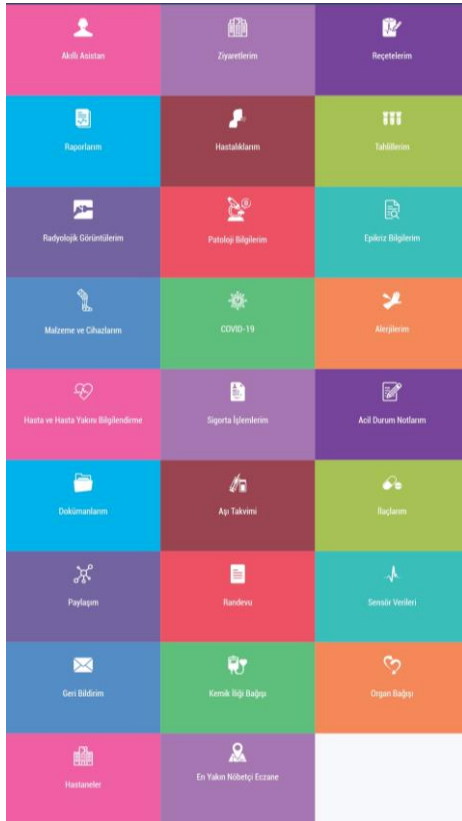 Akıllı Asistan
Ziyaretlerim
Reçetelerim
Raporlarım
Hastalıklarım
Tahlillerim
Radyolojik Görüntülerim
Patoloji Bilgilerim
Epikriz Bilgilerim
Malzeme ve Cihazlarım
COVID-19
Alerjilerim
Hasta ve Hasta Yakını Bilgilendirme
Sigorta İşlemlerim
Acil Durum Notlarım
Dokümanlarım
Aşı Takvimi
İlaçlarım
Paylaşım
Randevu
Sensör Verileri
Geri Bildirim
Kemik İliği Bağışı
Organ Bağışı
Hastaneler
En Yakın Nöbetçi Eczane